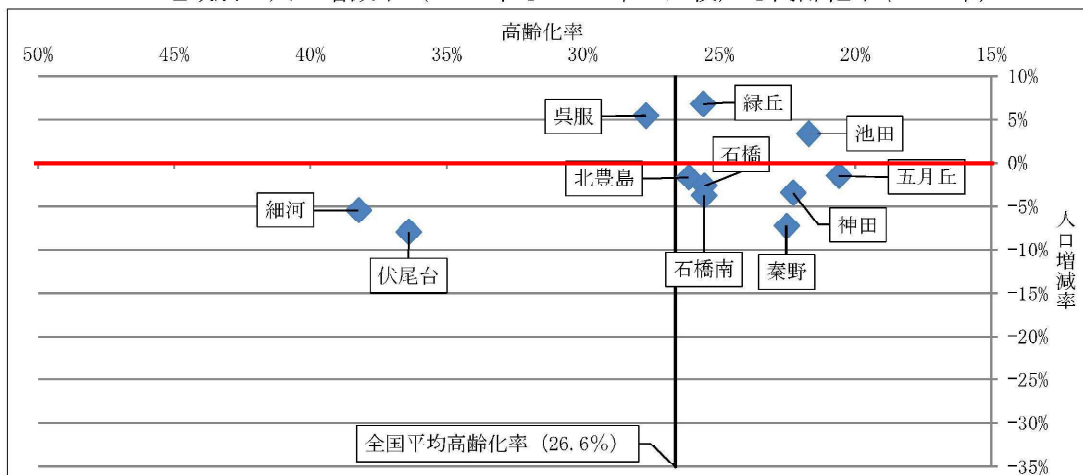 高齢化率
50% 45% 40% 35% 30% 25% 20% 15%
10%
5%
0%
-5%
-10%
-15%
-20%
-25%
-30%
-35%
人口増減率
呉服
緑丘
池田
石橋
北豊島
五月丘
細河
神田
伏尾台
石橋南
秦野
全国平均高齢化率（26.6%）